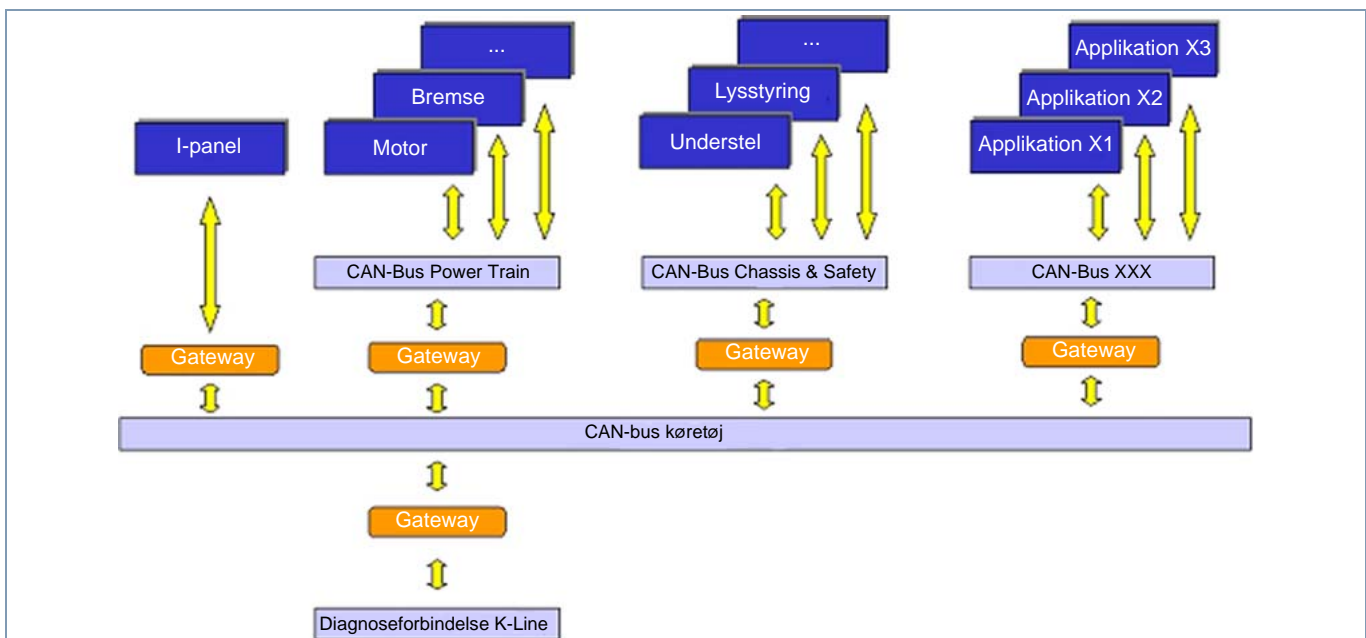 ...
Bremse
Motor
I-panel
...
Lysstyring
Understel
Applikation X3
Applikation X2
Applikation X1
CAN-Bus Power Train
CAN-Bus Chassis & Safety
CAN-Bus XXX
Gateway
Gateway
Gateway
Gateway
CAN-bus køretøj
Gateway
Diagnoseforbindelse K-Line